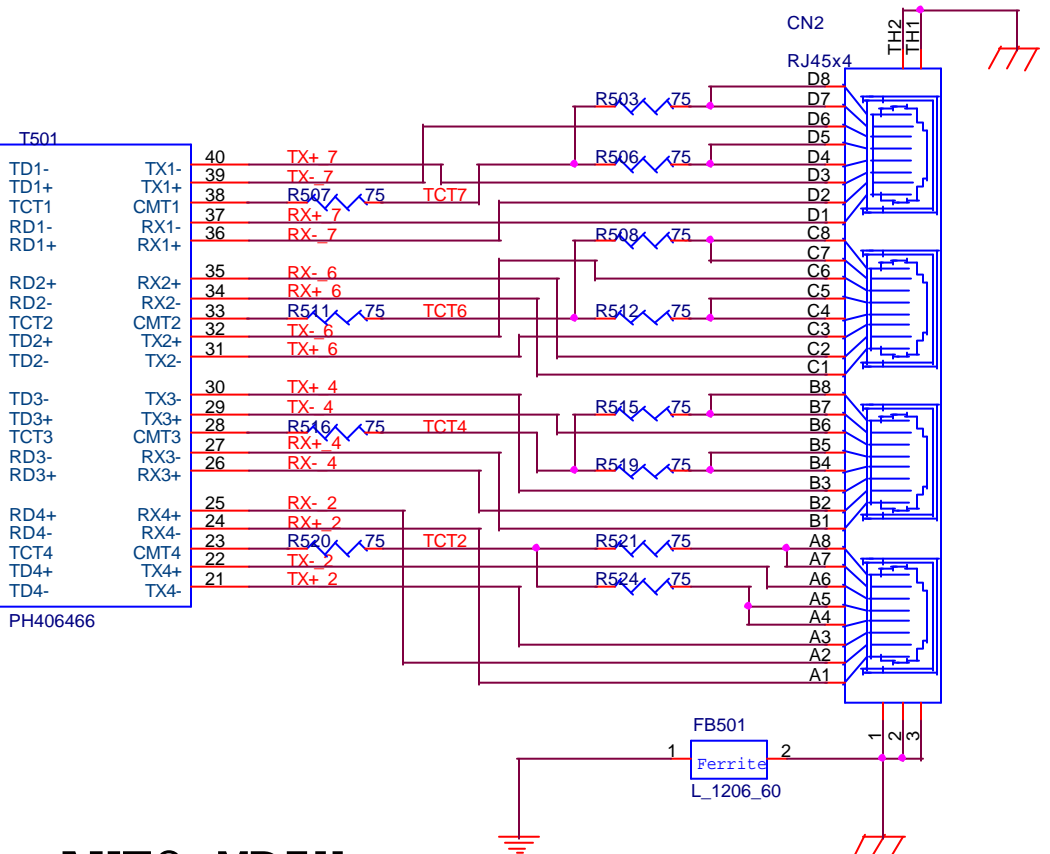 CN2
TH2
TH1
RJ45x4
D8
R503 75 D7
D6
T501 D5
40 TX+_7 R506 75 D4
TD1- TX1-
39 TX-_7 D3
TD1+ TX1+
38 R507 75 TCT7 D2
TCT1 CMT1
37 RX+_7 D1
RD1- RX1-
36 RX-_7 R508 75 C8
RD1+ RX1+
C7
35 RX-_6 C6
RD2+ RX2+
34 RX+_6 C5
RD2- RX2-
33 R511 75 TCT6 R512 75 C4
TCT2 CMT2
32 TX-_6 C3
TD2+ TX2+
31 TX+_6 C2
TD2- TX2-
C1
30 TX+_4 B8
TD3- TX3-
29 TX-_4 R515 75 B7
TD3+ TX3+
28 R516 75 TCT4 B6
TCT3 CMT3
27 RX+_4 B5
RD3- RX3-
26 RX-_4 R519 75 B4
RD3+ RX3+
B3
25 RX-_2 B2
RD4+ RX4+
24 RX+_2 B1
RD4- RX4-
23 R520 75 TCT2 R521 75 A8
TCT4 CMT4
22 TX-_2 A7
TD4+ TX4+
21 TX+_2 R524 75 A6
TD4- TX4-
A5
PH406466 A4
A3
A2
A1
FB501 1 2 3
1 Ferrite 2
L_1206_60